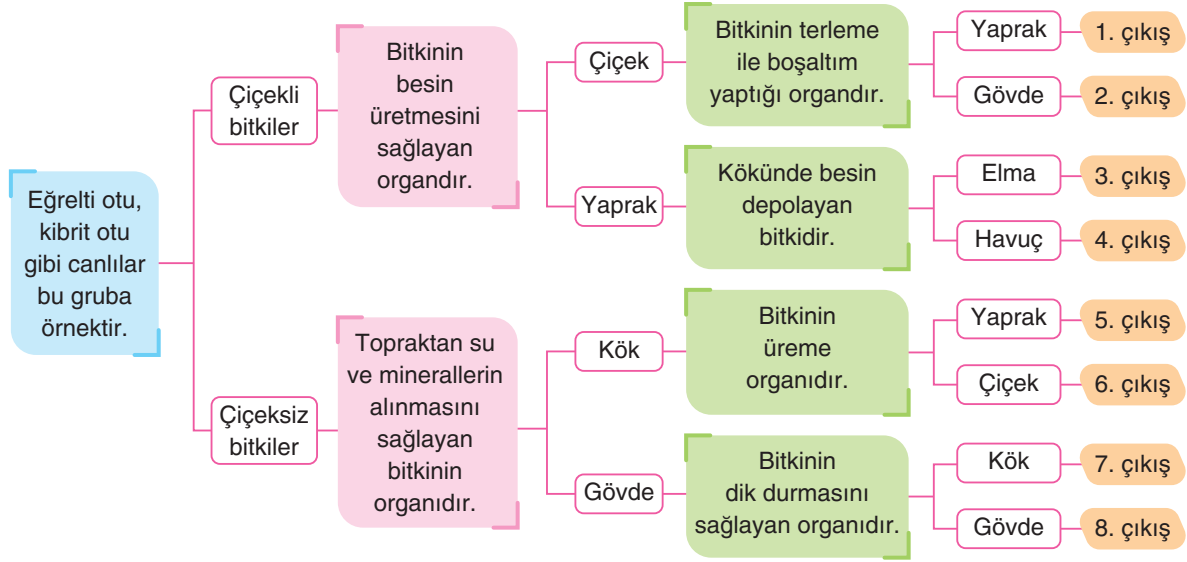 Eğrelti otu,
kibrit otu
gibi canlılar
bu gruba
örnektir.
Çiçekli
bitkiler
Çiçeksiz
bitkiler
Bitkinin
besin
üretmesini
sağlayan
organdır.
Topraktan su
ve minerallerin
alınmasını
sağlayan
bitkinin
organıdır.
Çiçek
Yaprak
Kök
Gövde
Bitkinin terleme
ile boşaltım
yaptığı organdır.
Kökünde besin
depolayan
bitkidir.
Bitkinin
üreme
organıdır.
Bitkinin
dik durmasını
sağlayan organıdır.
Yaprak
1. çıkış
Gövde
2. çıkış
Elma
3. çıkış
Havuç
4. çıkış
Yaprak
5. çıkış
Çiçek
6. çıkış
Kök
7. çıkış
Gövde
8. çıkış